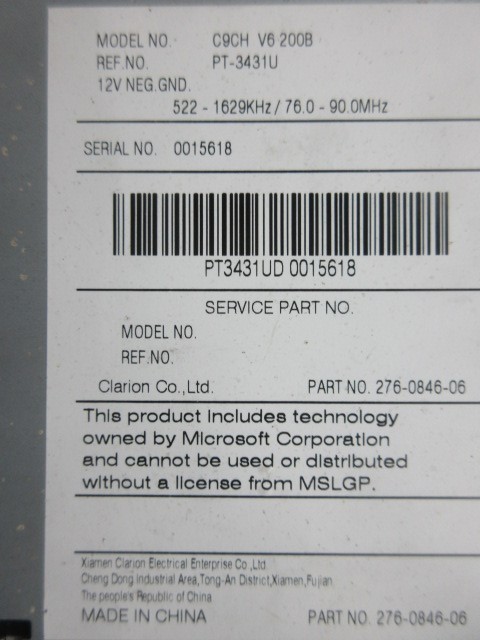 MODEL NO. C9CH V6 200B
REF.NO. PT-3431U
12V NEG.GND.
522 - 1629KHz / 76.0 - 90.0MHz
SERIAL NO. 0015618
PT3431UD 0015618
SERVICE PART NO.
MODEL NO.
REF.NO.
Clarion Co.,Ltd. PART NO. 276-0846-06
This product includes technology
owned by Microsoft Corporation
and cannot be used or distributed
without a license from MSLGP.
Xiamen Clarion Electrical Enterprise Co.,Ltd.
Cheng Dong industrial Area,Tong-An District,Xiamen,Fujian
The people's Republic of China
MADE IN CHINA PART NO. 276-0846-06